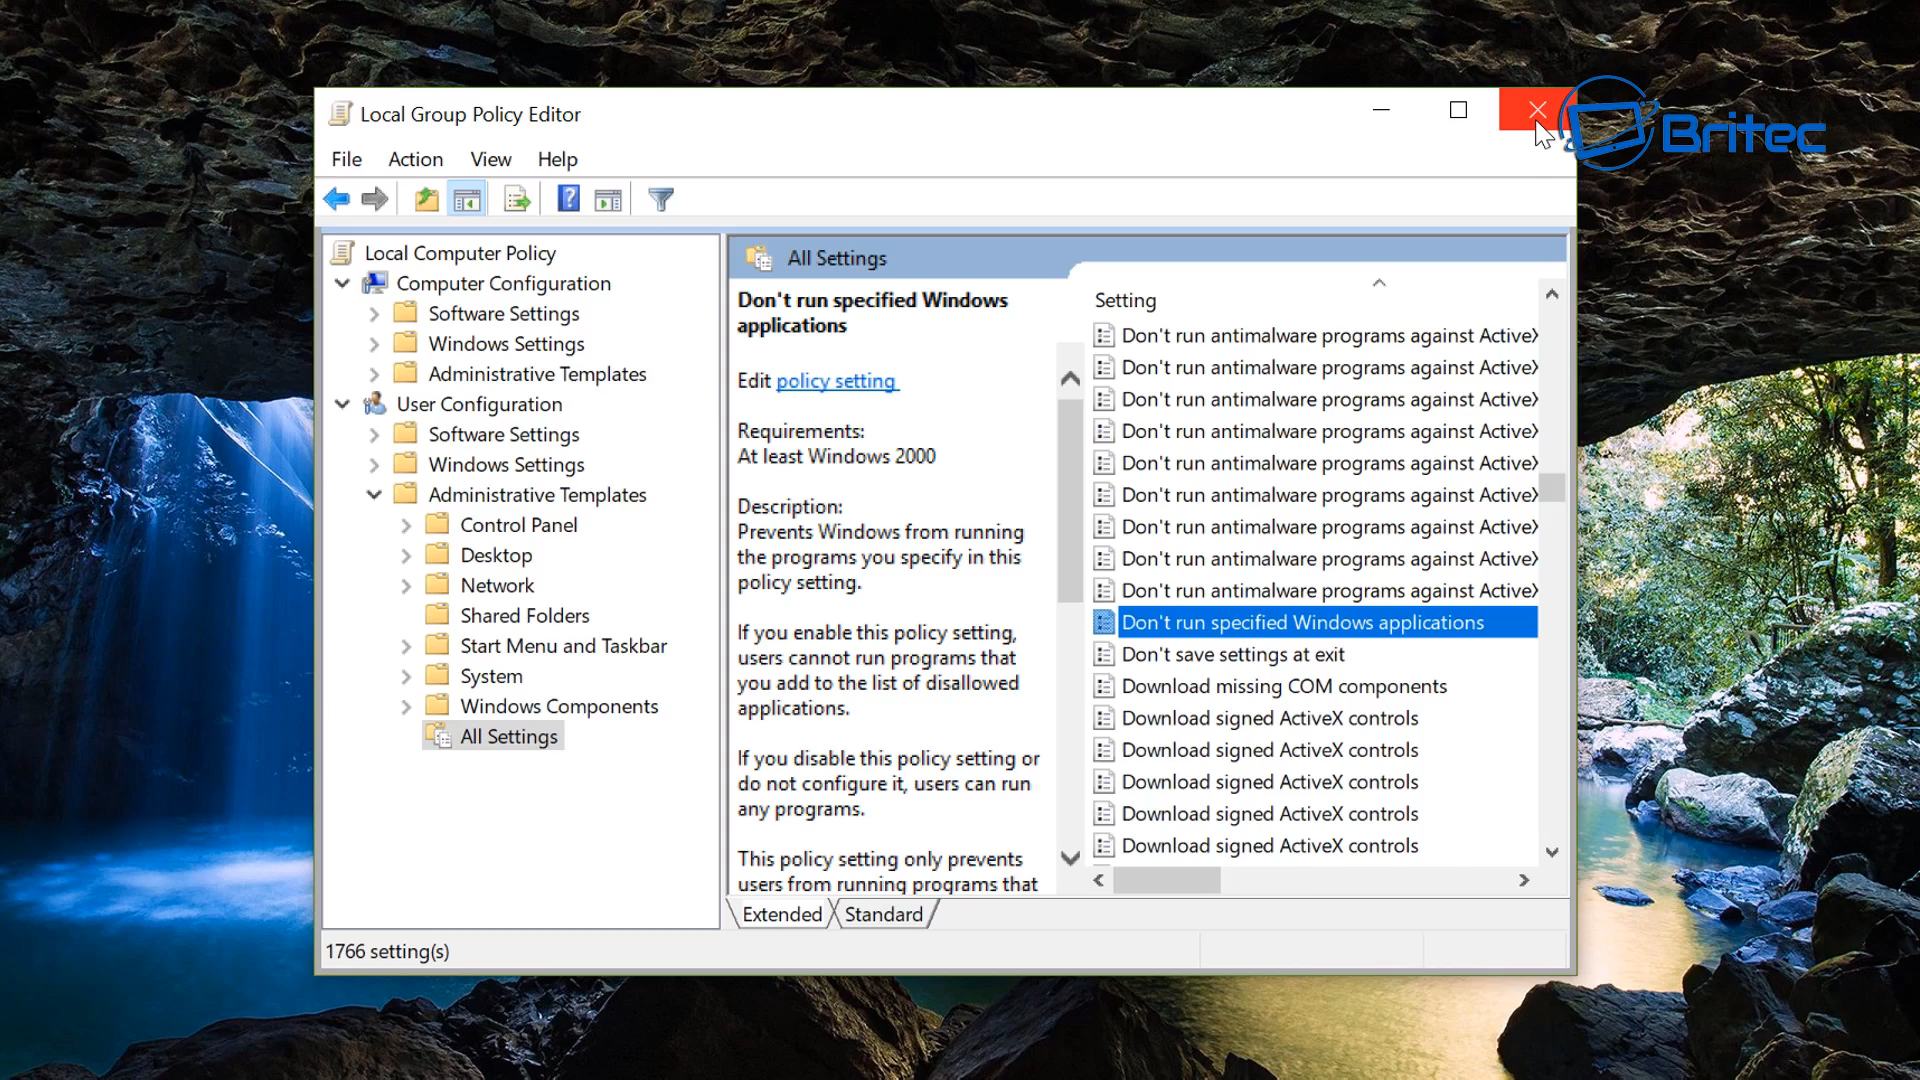 Local Group Policy Editor
Britec
File Action View Help
Local Computer Policy
Computer Configuration
Software Settings
Windows Settings
Administrative Templates
User Configuration
Software Settings
Windows Settings
Administrative Templates
Control Panel
Desktop
Network
Shared Folders
Start Menu and Taskbar
System
Windows Components
All Settings
All Settings
Don't run specified Windows
applications
Edit policy setting
Requirements:
At least Windows 2000
Description:
Prevents Windows from running
the programs you specify in this
policy setting.
If you enable this policy setting,
users cannot run programs that
you add to the list of disallowed
applications.
If you disable this policy setting or
do not configure it, users can run
any programs.
This policy setting only prevents
users from running programs that
Setting
Don't run antimalware programs against ActiveX
Don't run antimalware programs against ActiveX
Don't run antimalware programs against ActiveX
Don't run antimalware programs against ActiveX
Don't run antimalware programs against ActiveX
Don't run antimalware programs against ActiveX
Don't run antimalware programs against ActiveX
Don't run antimalware programs against ActiveX
Don't run antimalware programs against ActiveX
Don't run specified Windows applications
Don't save settings at exit
Download missing COM components
Download signed ActiveX controls
Download signed ActiveX controls
Download signed ActiveX controls
Download signed ActiveX controls
Download signed ActiveX controls
Extended Standard
1766 setting(s)